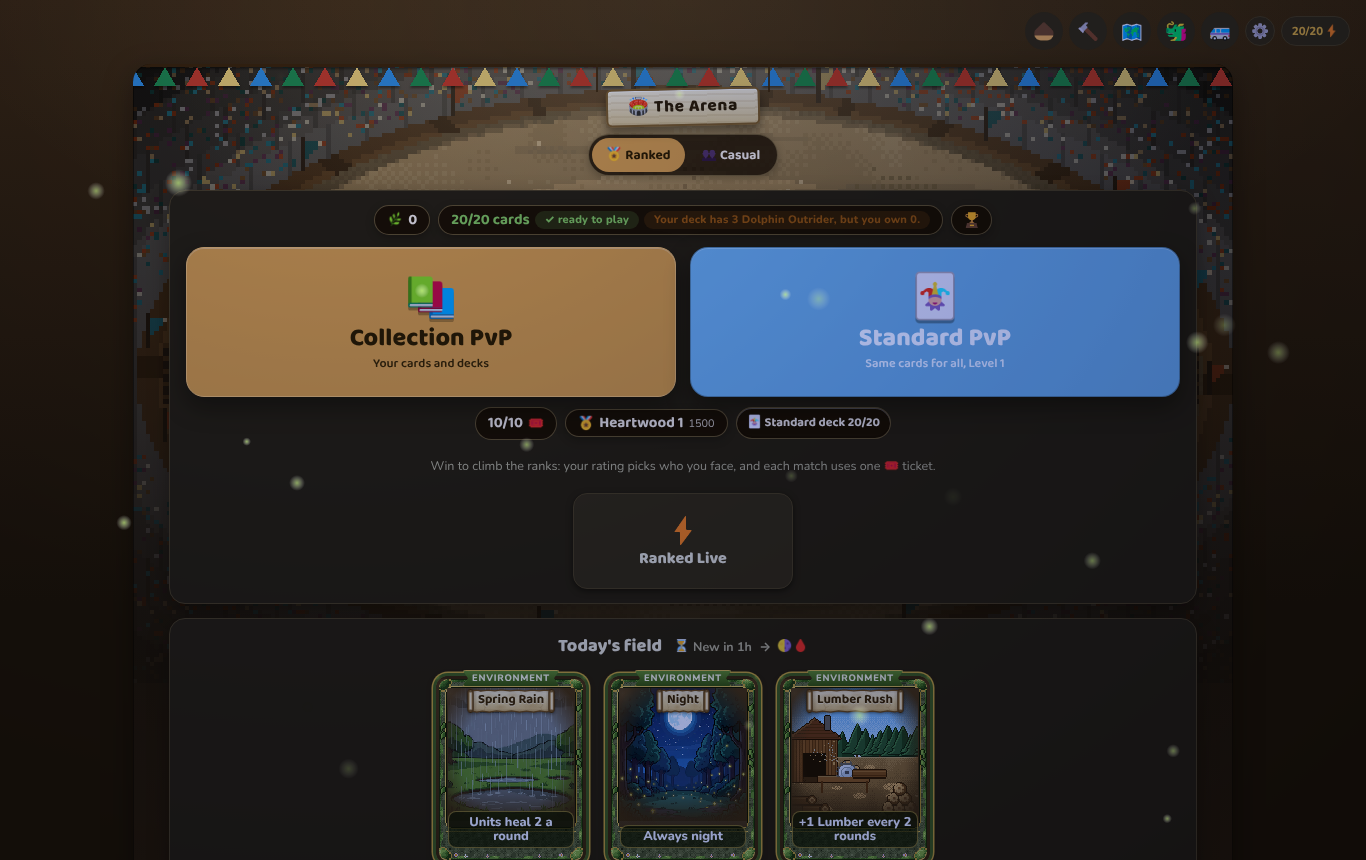 20/20
The Arena
Ranked
Casual
0
20/20 cards
✓ ready to play
Your deck has 3 Dolphin Outrider, but you own 0.
Collection PvP
Your cards and decks
Standard PvP
Same cards for all, Level 1
10/10
Heartwood 1 1500
Standard deck 20/20
Win to climb the ranks: your rating picks who you face, and each match uses one ticket.
Ranked Live
Today's field
New in 1h →
ENVIRONMENT
Spring Rain
Units heal 2 a
round
ENVIRONMENT
Night
Always night
ENVIRONMENT
Lumber Rush
+1 Lumber every 2
rounds